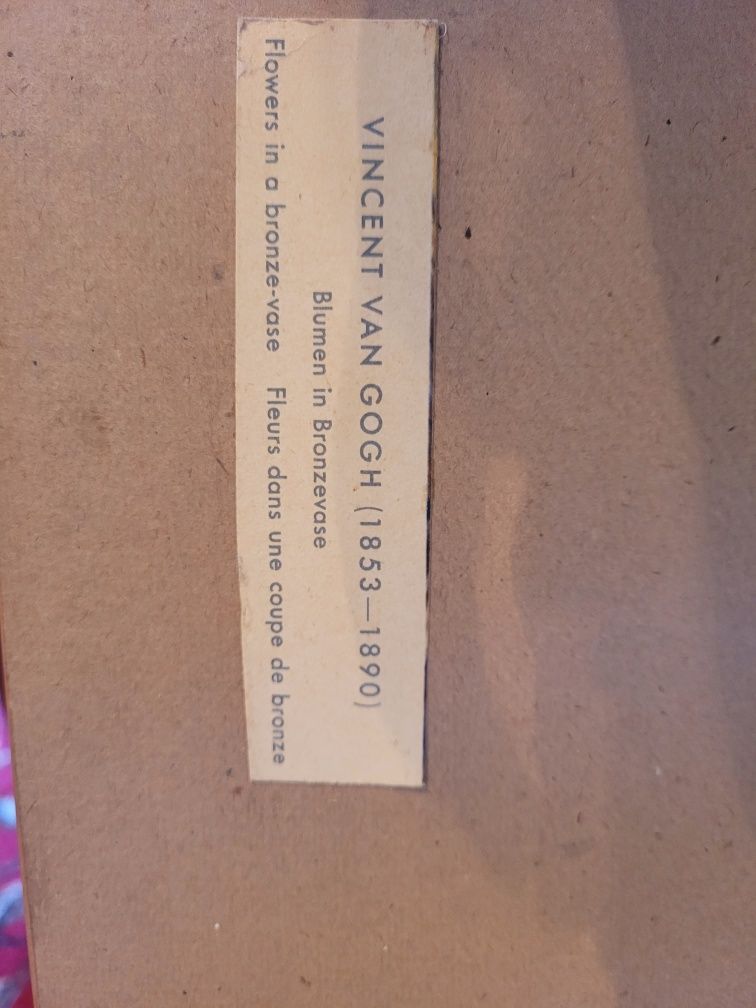 VINCENT VAN GOGH (1853—1890)
Blumen in Bronzevase
Flowers in a bronze-vase   Fleurs dans une coupe de bronze